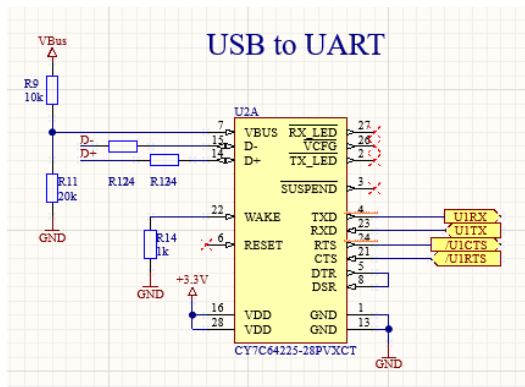 USB to UART
VBus
R9
10k
U2A
7 VBUS RX_LED 27
D- 15 D- VCFG 26
D+ 14 D+ TX_LED 2
R11
20k
R124 R134
SUSPEND 3
GND
22 WAKE TXD 4 U1RX
RXD 23 U1TX
R14
1k
6 RESET RTS 24 /U1CTS
CTS 21 /U1RTS
DTR 5
DSR 8
GND
+3.3V
16 VDD GND 1
28 VDD GND 13
CY7C64225-28PVXCT
GND